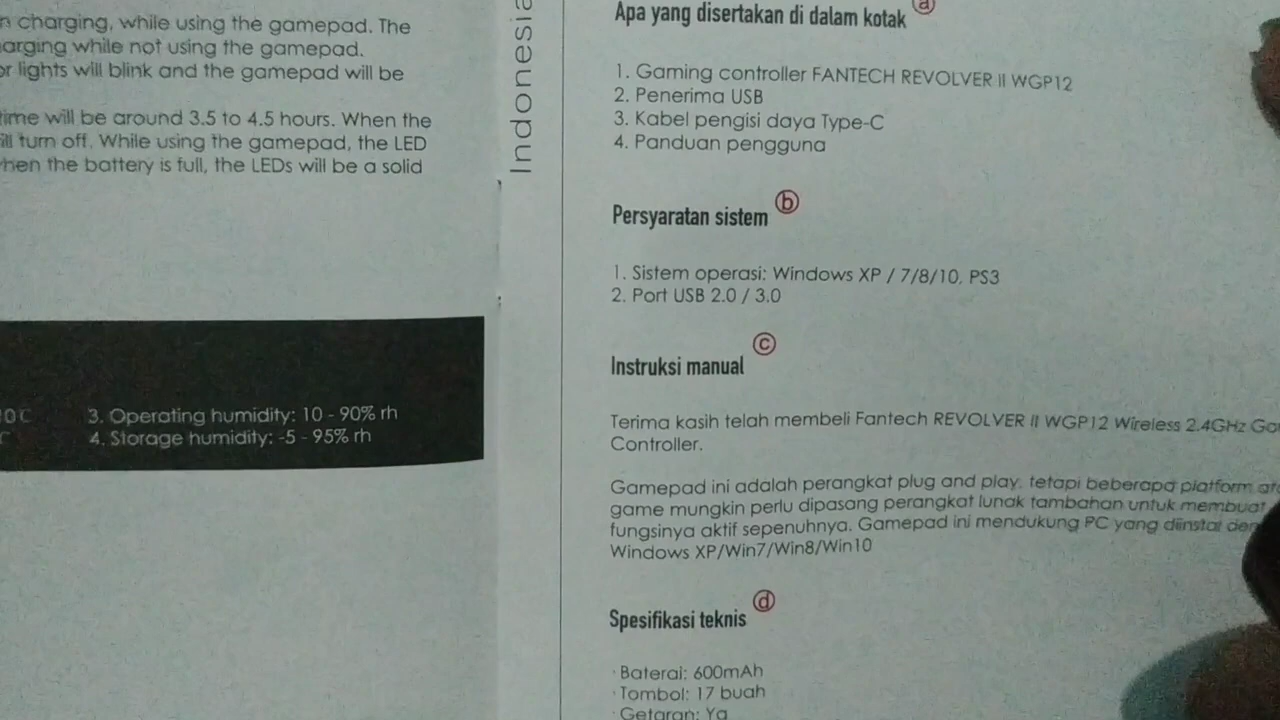 n charging, while using the gamepad. The
arging while not using the gamepad.
or lights will blink and the gamepad will be
time will be around 3.5 to 4.5 hours. When the
ill turn off. While using the gamepad, the LED
when the battery is full, the LEDs will be a solid
3. Operating humidity: 10 - 90% rh
4. Storage humidity: -5 - 95% rh
Indonesia
Apa yang disertakan di dalam kotak a
1. Gaming controller FANTECH REVOLVER II WGP12
2. Penerima USB
3. Kabel pengisi daya Type-C
4. Panduan pengguna
Persyaratan sistem b
1. Sistem operasi: Windows XP / 7/8/10, PS3
2. Port USB 2.0 / 3.0
Instruksi manual c
Terima kasih telah membeli Fantech REVOLVER II WGP12 Wireless 2.4GHz Ga
Controller.
Gamepad ini adalah perangkat plug and play, tetapi beberapa platform ata
game mungkin perlu dipasang perangkat lunak tambahan untuk membuat
fungsinya aktif sepenuhnya. Gamepad ini mendukung PC yang diinstal den
Windows XP/Win7/Win8/Win10
Spesifikasi teknis d
· Baterai: 600mAh
· Tombol: 17 buah
· Getaran: Ya